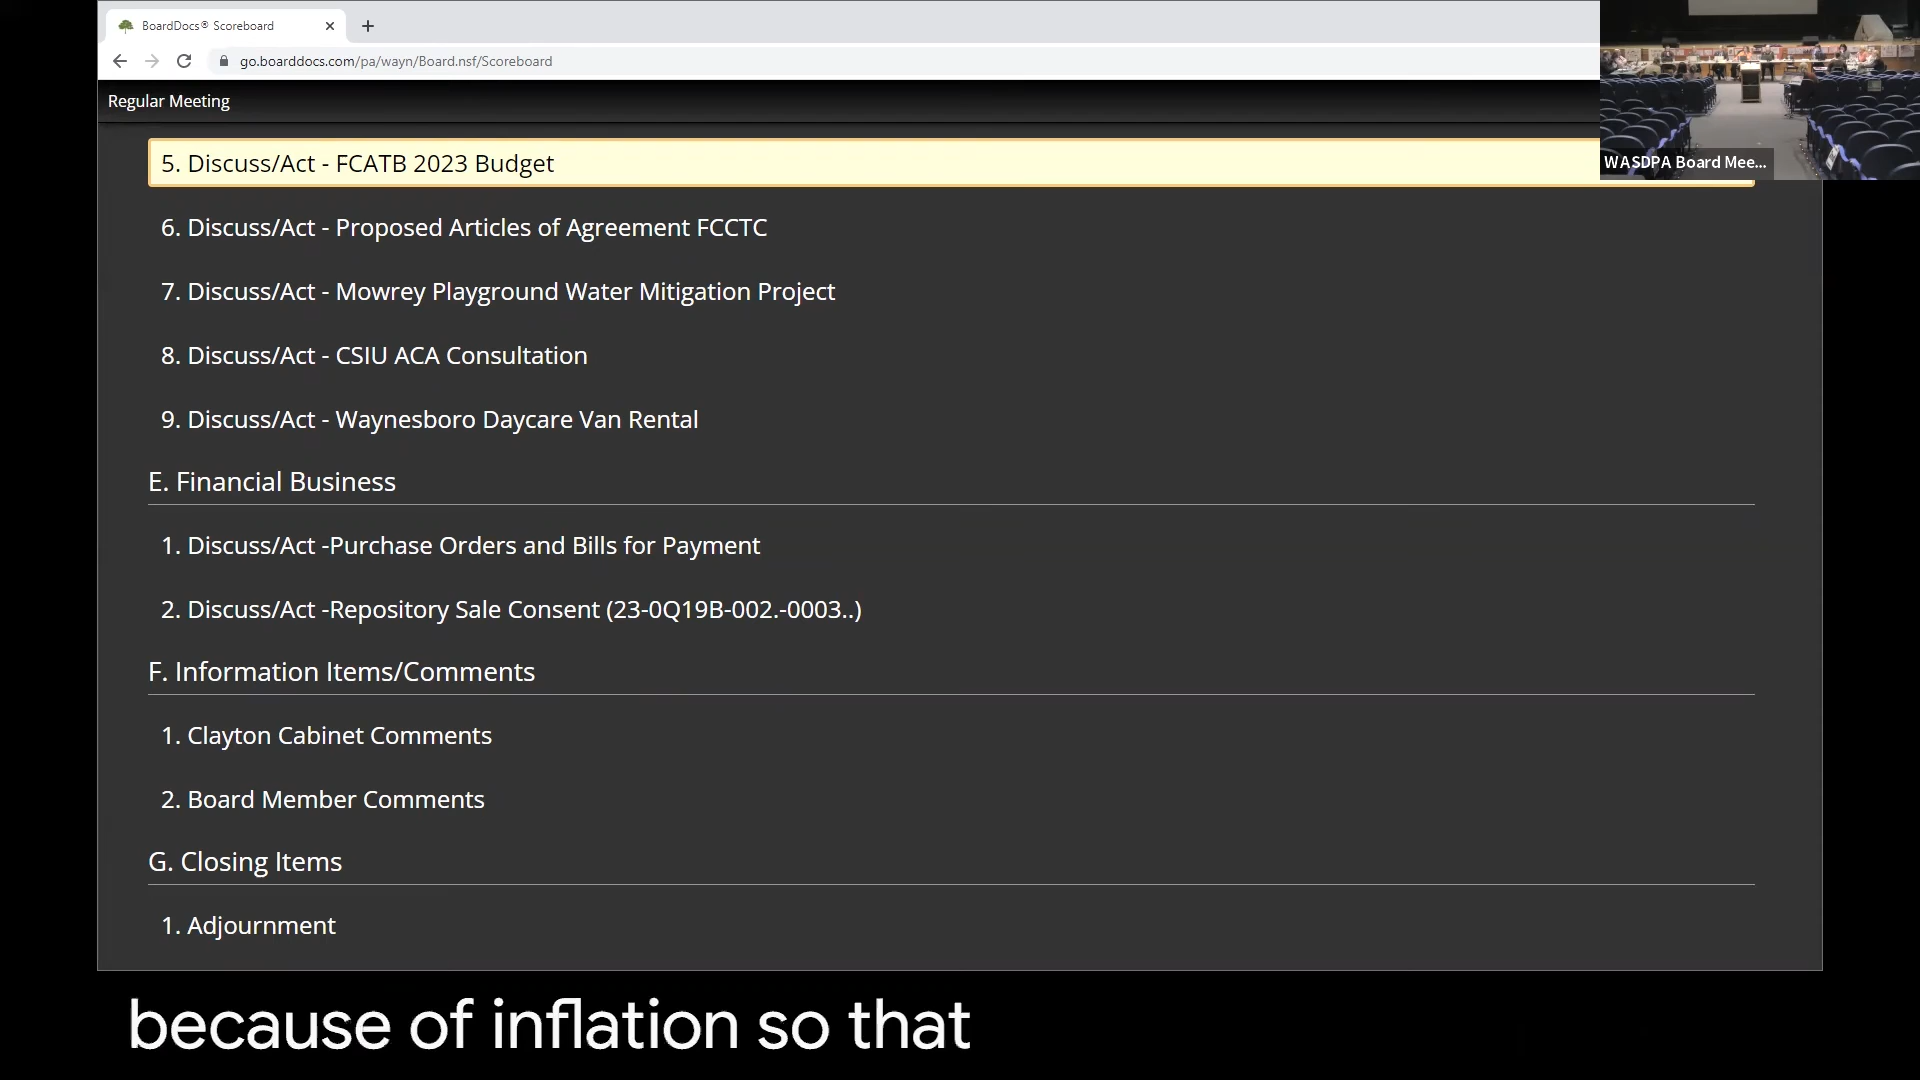 BoardDocs® Scoreboard
go.boarddocs.com/pa/wayn/Board.nsf/Scoreboard
Regular Meeting
WASDPA Board Mee...
5. Discuss/Act - FCATB 2023 Budget
6. Discuss/Act - Proposed Articles of Agreement FCCTC
7. Discuss/Act - Mowrey Playground Water Mitigation Project
8. Discuss/Act - CSIU ACA Consultation
9. Discuss/Act - Waynesboro Daycare Van Rental
E. Financial Business
1. Discuss/Act -Purchase Orders and Bills for Payment
2. Discuss/Act -Repository Sale Consent (23-0Q19B-002.-0003..)
F. Information Items/Comments
1. Clayton Cabinet Comments
2. Board Member Comments
G. Closing Items
1. Adjournment
because of inflation so that